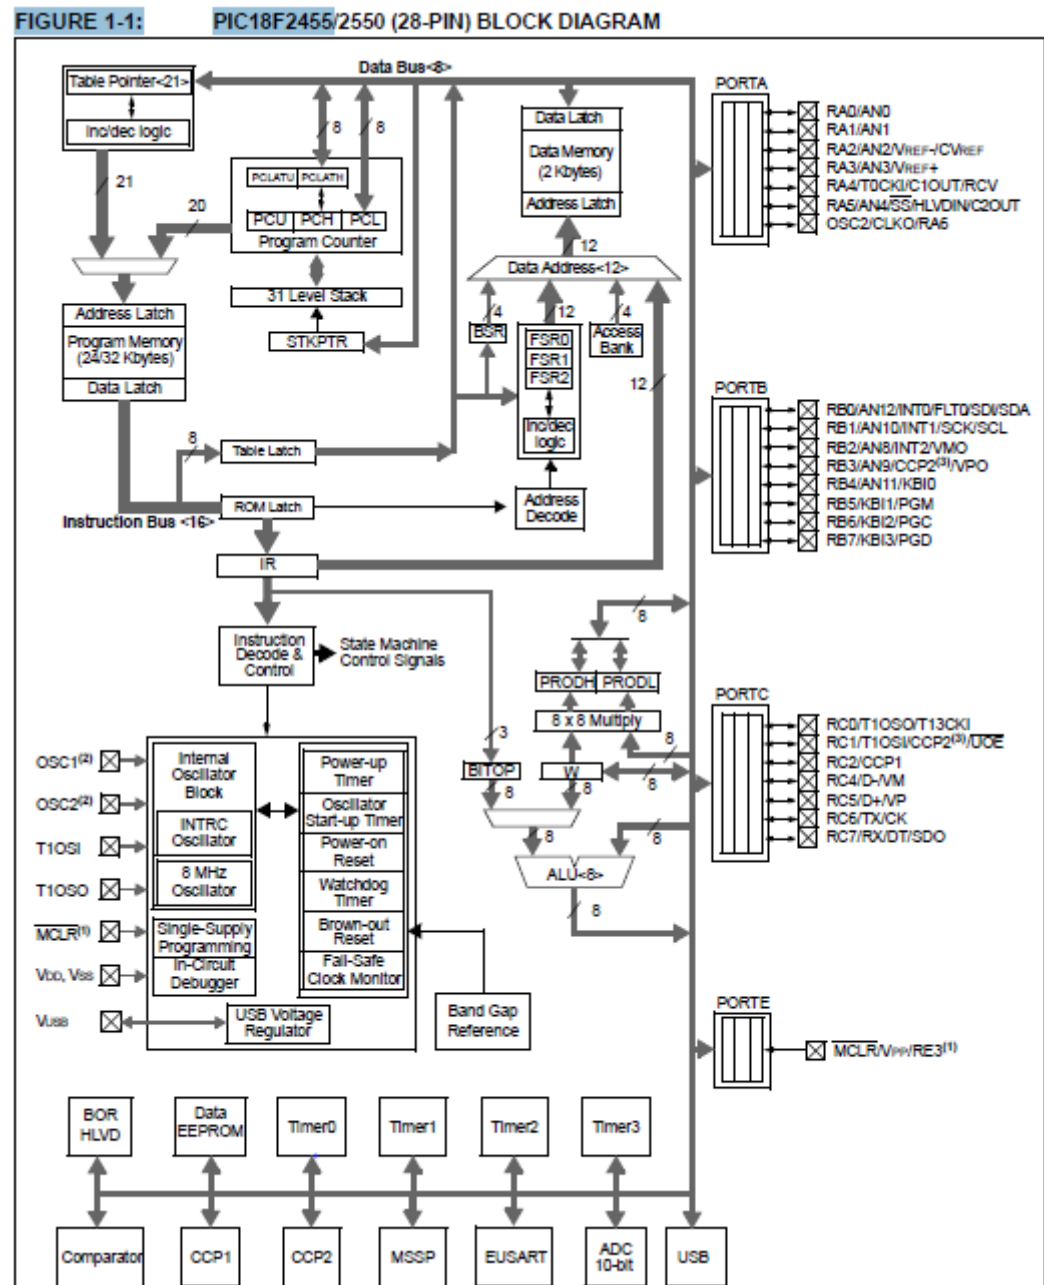 FIGURE 1-1: PIC18F2455/2550 (28-PIN) BLOCK DIAGRAM
Data Bus<8>
Table Pointer<21>
inc/dec logic
21
20
8
8
PCLATU PCLATH
PCU PCH PCL
Program Counter
31 Level Stack
STKPTR
Address Latch
Program Memory
(24/32 Kbytes)
Data Latch
Data Latch
Data Memory
(2 Kbytes)
Address Latch
12
Data Address<12>
4
12
4
BSR
FSR0
FSR1
FSR2
Access
Bank
inc/dec
logic
12
8
Table Latch
ROM Latch
Instruction Bus <16>
Address
Decode
IR
Instruction
Decode &
Control
State Machine
Control Signals
8
PRODH PRODL
8 x 8 Multiply
3
8
BITOP
W
8
8
8
8
8
ALU<8>
8
OSC1(2)
OSC2(2)
T1OSI
T1OSO
MCLR(1)
VDD, VSS
VUSB
Internal
Oscillator
Block
INTRC
Oscillator
8 MHz
Oscillator
Single-Supply
Programming
In-Circuit
Debugger
USB Voltage
Regulator
Power-up
Timer
Oscillator
Start-up Timer
Power-on
Reset
Watchdog
Timer
Brown-out
Reset
Fail-Safe
Clock Monitor
Band Gap
Reference
PORTA
RA0/AN0
RA1/AN1
RA2/AN2/VREF-/CVREF
RA3/AN3/VREF+
RA4/T0CKI/C1OUT/RCV
RA5/AN4/SS/HLVDIN/C2OUT
OSC2/CLKO/RA6
PORTB
RB0/AN12/INT0/FLT0/SDI/SDA
RB1/AN10/INT1/SCK/SCL
RB2/AN8/INT2/VMO
RB3/AN9/CCP2(3)/VPO
RB4/AN11/KBI0
RB5/KBI1/PGM
RB6/KBI2/PGC
RB7/KBI3/PGD
PORTC
RC0/T1OSO/T13CKI
RC1/T1OSI/CCP2(3)/UOE
RC2/CCP1
RC4/D-/VM
RC5/D+/VP
RC6/TX/CK
RC7/RX/DT/SDO
PORTE
MCLR/VPP/RE3(1)
BOR
HLVD
Data
EEPROM
Timer0
Timer1
Timer2
Timer3
Comparator
CCP1
CCP2
MSSP
EUSART
ADC
10-bit
USB